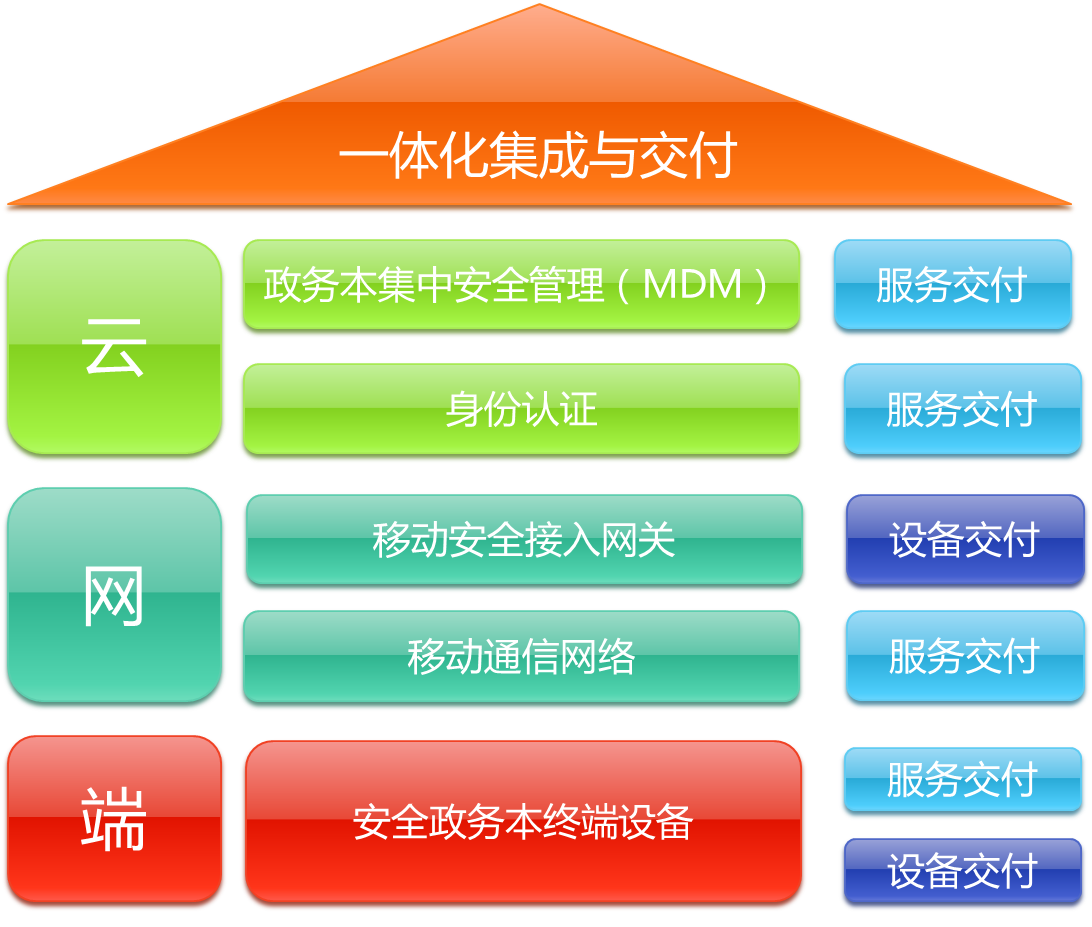 一体化集成与交付
云
政务本集中安全管理（MDM）
服务交付
身份认证
服务交付
网
移动安全接入网关
设备交付
移动通信网络
服务交付
端
安全政务本终端设备
服务交付
设备交付